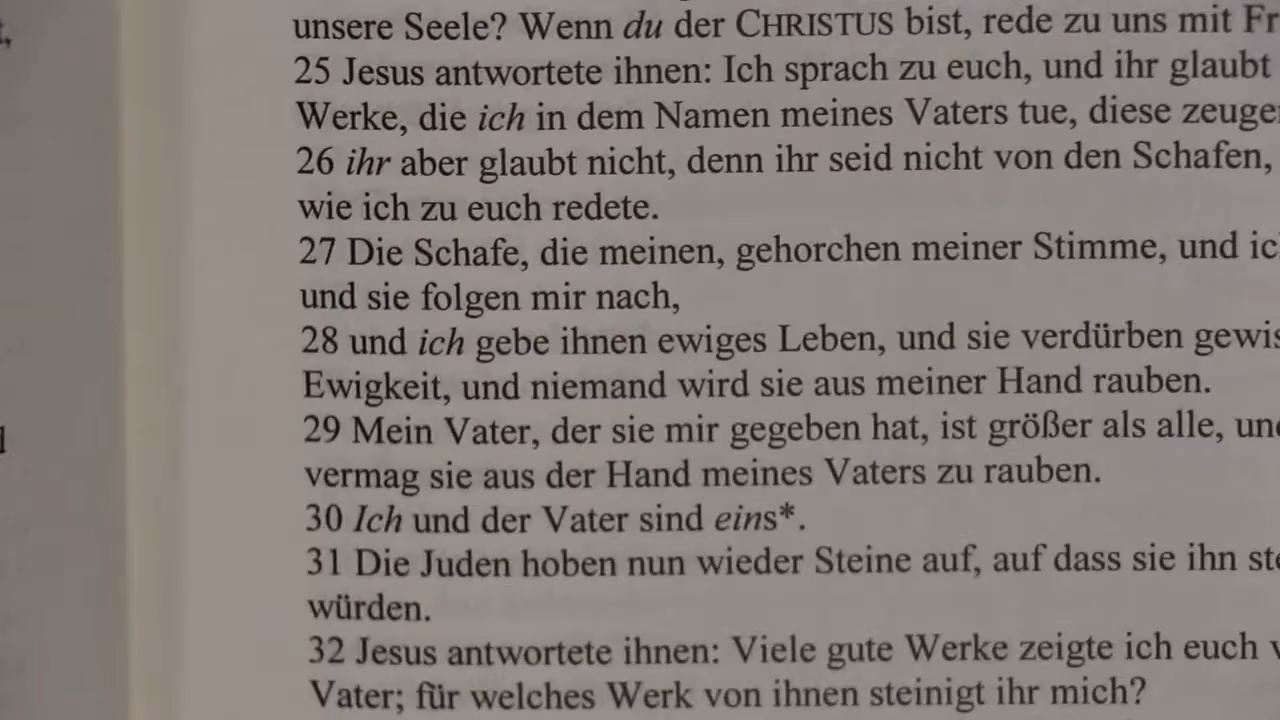 unsere Seele? Wenn du der CHRISTUS bist, rede zu uns mit
25 Jesus antwortete ihnen: Ich sprach zu euch, und ihr glaubt
Werke, die ich in dem Namen meines Vaters tue, diese
26 ihr aber glaubt nicht, denn ihr seid nicht von den Schafen,
wie ich zu euch redete.
27 Die Schafe, die meinen, gehorchen meiner Stimme, und
und sie folgen mir nach,
28 und ich gebe ihnen ewiges Leben, und sie verdürben
Ewigkeit, und niemand wird sie aus meiner Hand rauben.
29 Mein Vater, der sie mir gegeben hat, ist größer als alle,
vermag sie aus der Hand meines Vaters zu rauben.
30 Ich und der Vater sind eins*.
31 Die Juden hoben nun wieder Steine auf, auf dass sie ihn
würden.
32 Jesus antwortete ihnen: Viele gute Werke zeigte ich euch
Vater; für welches Werk von ihnen steinigt ihr mich?